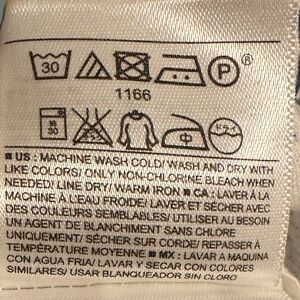 30 P ®
1166
30
■ US : MACHINE WASH COLD/ WASH AND DRY WITH
LIKE COLORS/ ONLY NON-CHLORINE BLEACH WHEN
NEEDED/ LINE DRY/ WARM IRON ■ CA : LAVER À LA
MACHINE À L'EAU FROIDE/ LAVER ET SÉCHER AVEC
DES COULEURS SEMBLABLES/ UTILISER AU BESOIN
UN AGENT DE BLANCHIMENT SANS CHLORE
UNIQUEMENT/ SÉCHER SUR CORDE/ REPASSER À
TEMPÉRATURE MOYENNE ■ MX : LAVAR A MAQUINA
CON AGUA FRIA/ LAVAR Y SECAR CON COLORES
SIMILARES/ USAR BLANQUEADOR SIN CLORO